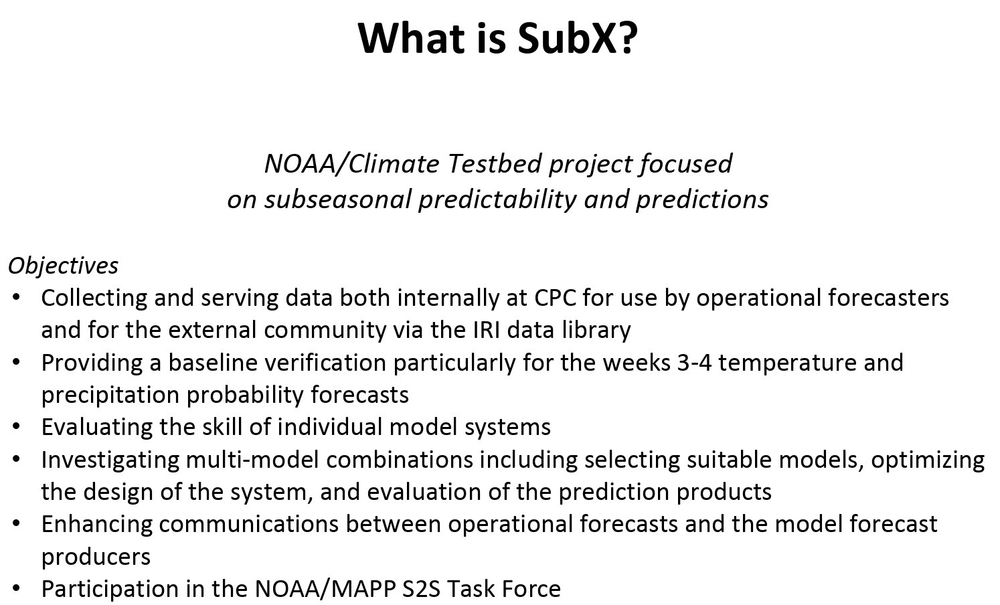 What is SubX?
NOAA/Climate Testbed project focused
on subseasonal predictability and predictions
Objectives
• Collecting and serving data both internally at CPC for use by operational forecasters
and for the external community via the IRI data library
• Providing a baseline verification particularly for the weeks 3-4 temperature and
precipitation probability forecasts
• Evaluating the skill of individual model systems
• Investigating multi-model combinations including selecting suitable models, optimizing
the design of the system, and evaluation of the prediction products
• Enhancing communications between operational forecasts and the model forecast
producers
• Participation in the NOAA/MAPP S2S Task Force